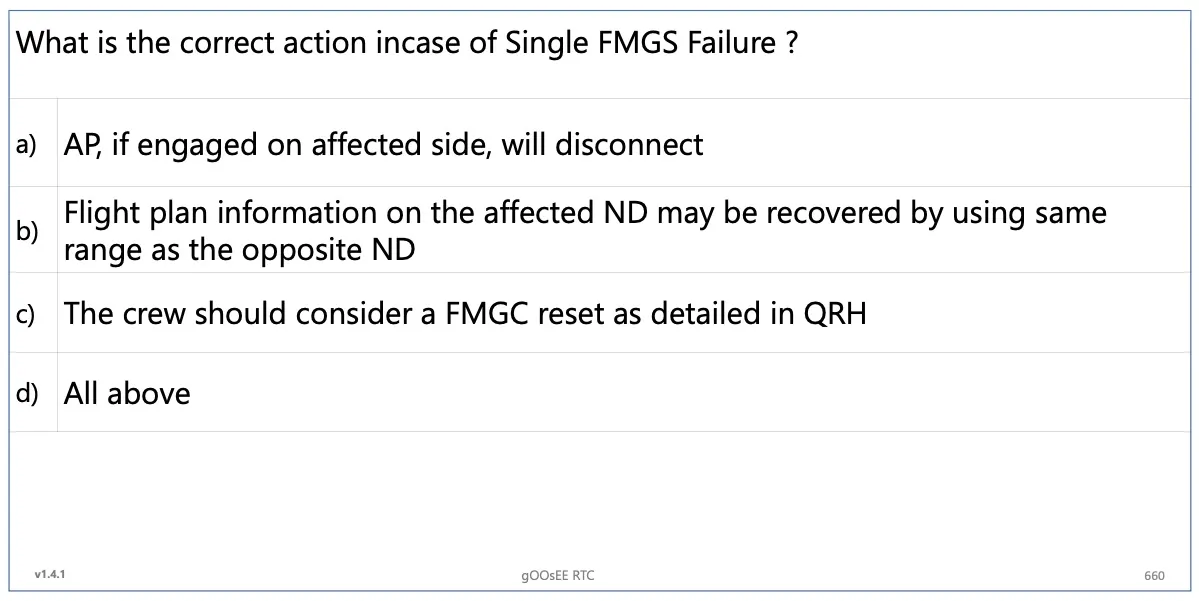 What is the correct action incase of Single FMGS Failure ?
a) AP, if engaged on affected side, will disconnect
b) Flight plan information on the affected ND may be recovered by using same
range as the opposite ND
c) The crew should consider a FMGC reset as detailed in QRH
d) All above
v1.4.1 gOOsEE RTC 660